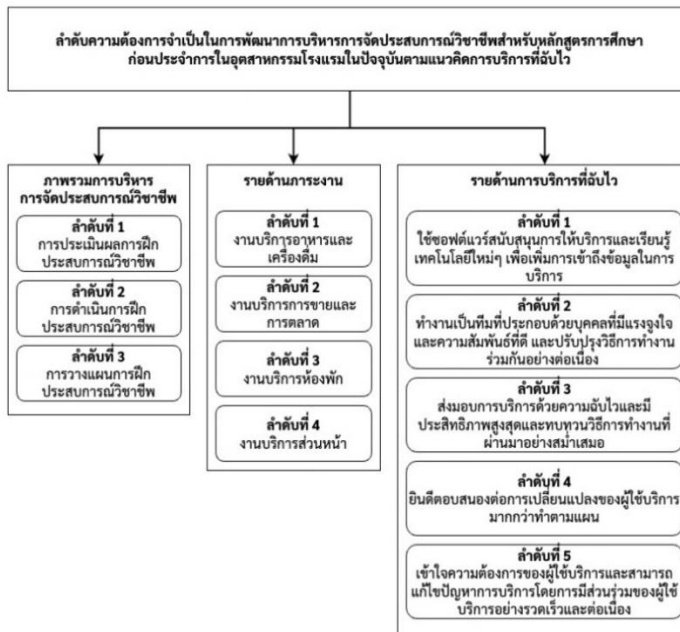 ลำดับความต้องการจำเป็นในการพัฒนาการบริหารการจัดประสบการณ์วิชาชีพสำหรับหลักสูตรการศึกษา
ก่อนประจำการในอุตสาหกรรมโรงแรมในปัจจุบันตามแนวคิดการบริการที่ฉับไว
ภาพรวมการบริหาร
การจัดประสบการณ์วิชาชีพ
ลำดับที่ 1
การประเมินผลการฝึก
ประสบการณ์วิชาชีพ
ลำดับที่ 2
การดำเนินการฝึก
ประสบการณ์วิชาชีพ
ลำดับที่ 3
การวางแผนการฝึก
ประสบการณ์วิชาชีพ
รายด้านภาระงาน
ลำดับที่ 1
งานบริการอาหารและ
เครื่องดื่ม
ลำดับที่ 2
งานบริการการขายและ
การตลาด
ลำดับที่ 3
งานบริการห้องพัก
ลำดับที่ 4
งานบริการส่วนหน้า
รายด้านการบริการที่ฉับไว
ลำดับที่ 1
ใช้ซอฟต์แวร์สนับสนุนการให้บริการและเรียนรู้
เทคโนโลยีใหม่ๆ เพื่อเพิ่มการเข้าถึงข้อมูลในการ
บริการ
ลำดับที่ 2
ทำงานเป็นทีมที่ประกอบด้วยบุคคลที่มีแรงจูงใจ
และความสัมพันธ์ที่ดี และปรับปรุงวิธีการทำงาน
ร่วมกันอย่างต่อเนื่อง
ลำดับที่ 3
ส่งมอบการบริการด้วยความฉับไวและมี
ประสิทธิภาพสูงสุดและทบทวนวิธีการทำงานที่
ผ่านมาอย่างสม่ำเสมอ
ลำดับที่ 4
ยินดีตอบสนองต่อการเปลี่ยนแปลงของผู้ใช้บริการ
มากกว่าทำตามแผน
ลำดับที่ 5
เข้าใจความต้องการของผู้ใช้บริการและสามารถ
แก้ไขปัญหาการบริการโดยการมีส่วนร่วมของผู้ใช้
บริการอย่างรวดเร็วและต่อเนื่อง